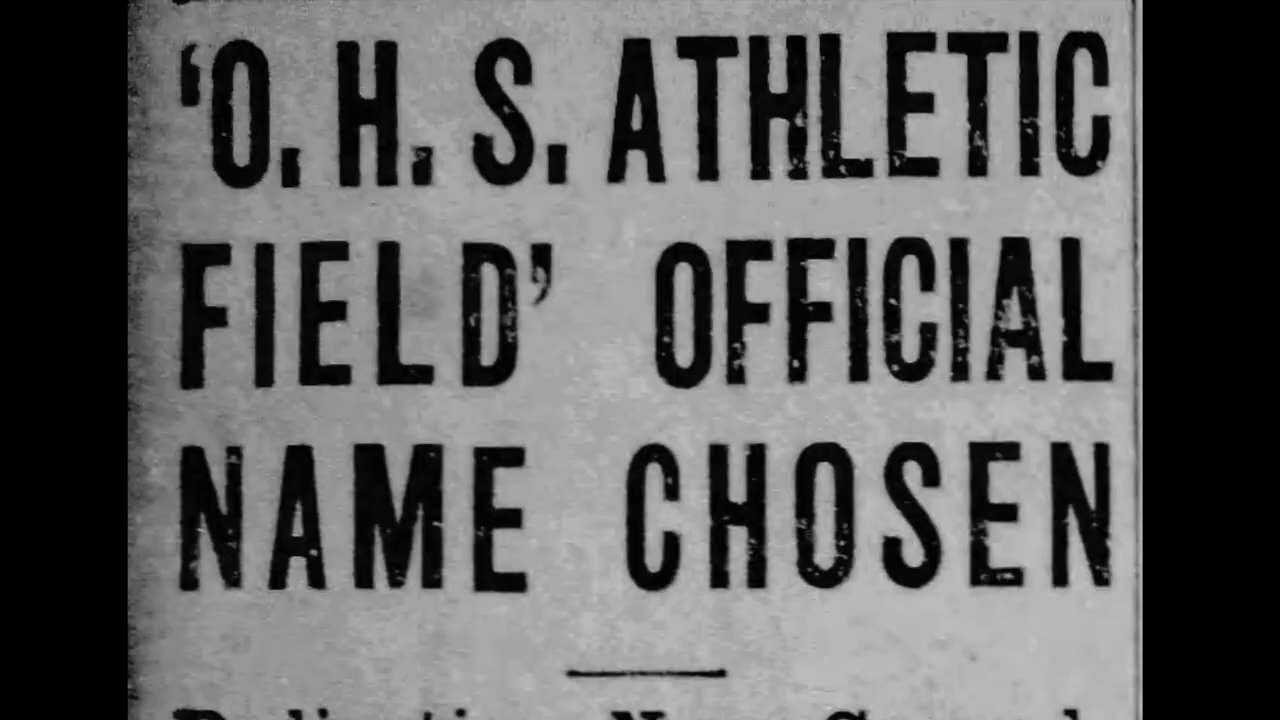 ‘O. H. S. ATHLETIC
FIELD’ OFFICIAL
NAME CHOSEN